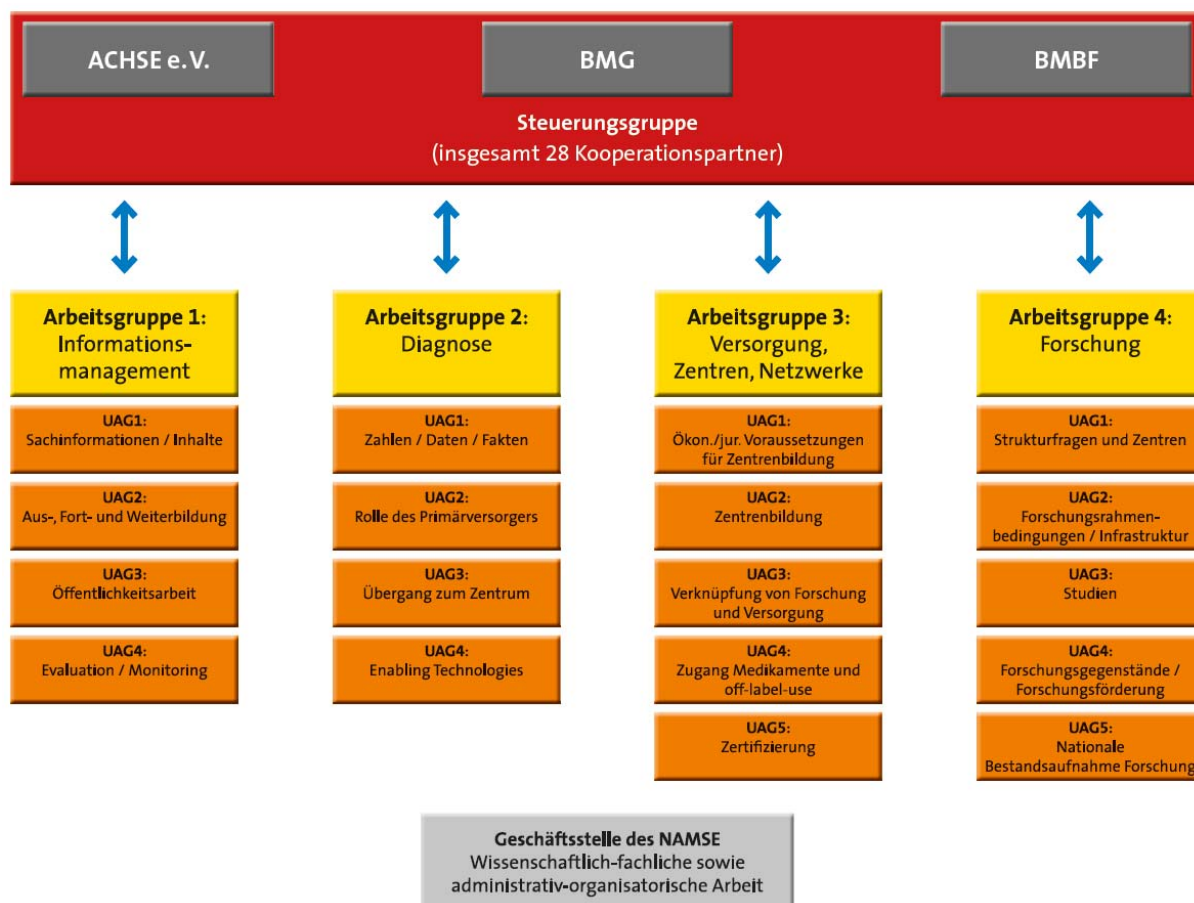 ACHSE e.V.
BMG
BMBF
Steuerungsgruppe
(insgesamt 28 Kooperationspartner)
Arbeitsgruppe 1:
Informations-
management
UAG1:
Sachinformationen / Inhalte
UAG2:
Aus-, Fort- und Weiterbildung
UAG3:
Öffentlichkeitsarbeit
UAG4:
Evaluation / Monitoring
Arbeitsgruppe 2:
Diagnose
UAG1:
Zahlen / Daten / Fakten
UAG2:
Rolle des Primärversorgers
UAG3:
Übergang zum Zentrum
UAG4:
Enabling Technologies
Arbeitsgruppe 3:
Versorgung,
Zentren, Netzwerke
UAG1:
Ökon./jur. Voraussetzungen
für Zentrenbildung
UAG2:
Zentrenbildung
UAG3:
Verknüpfung von Forschung
und Versorgung
UAG4:
Zugang Medikamente und
off-label-use
UAG5:
Zertifizierung
Arbeitsgruppe 4:
Forschung
UAG1:
Strukturfragen und Zentren
UAG2:
Forschungsrahmen-
bedingungen / Infrastruktur
UAG3:
Studien
UAG4:
Forschungsgegenstände /
Forschungsförderung
UAG5:
Nationale
Bestandsaufnahme Forschung
Geschäftsstelle des NAMSE
Wissenschaftlich-fachliche sowie
administrativ-organisatorische Arbeit